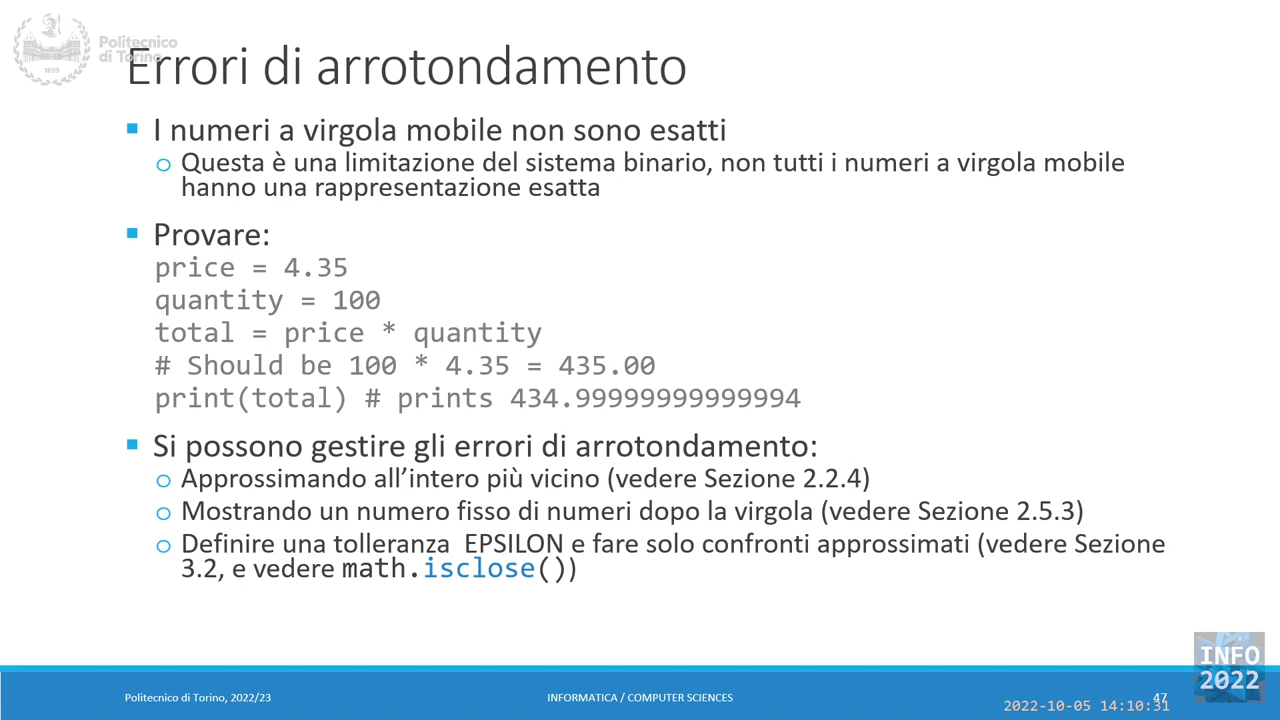 Politecnico
di Torino
1859
Errori di arrotondamento
I numeri a virgola mobile non sono esatti
Questa è una limitazione del sistema binario, non tutti i numeri a virgola mobile
hanno una rappresentazione esatta
Provare:
price = 4.35
quantity = 100
total = price * quantity
# Should be 100 * 4.35 = 435.00
print(total) # prints 434.99999999999994
Si possono gestire gli errori di arrotondamento:
Approssimando all’intero più vicino (vedere Sezione 2.2.4)
Mostrando un numero fisso di numeri dopo la virgola (vedere Sezione 2.5.3)
Definire una tolleranza  EPSILON e fare solo confronti approssimati (vedere Sezione
3.2, e vedere math.isclose())
INFO
2022
Politecnico di Torino, 2022/23
INFORMATICA / COMPUTER SCIENCES
47
2022-10-05 14:10:31